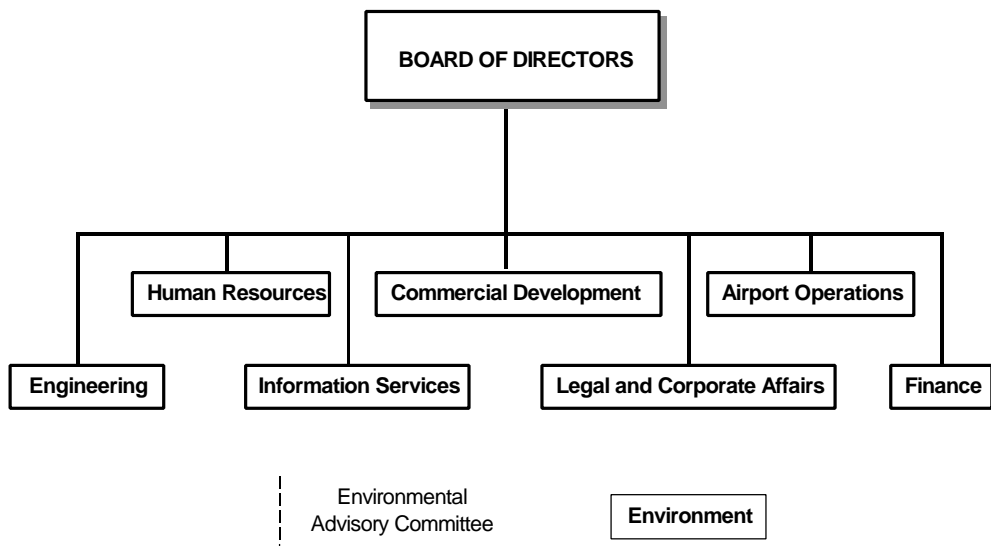 BOARD OF DIRECTORS
Human Resources
Commercial Development
Airport Operations
Engineering
Information Services
Legal and Corporate Affairs
Finance
Environmental
Advisory Committee
Environment